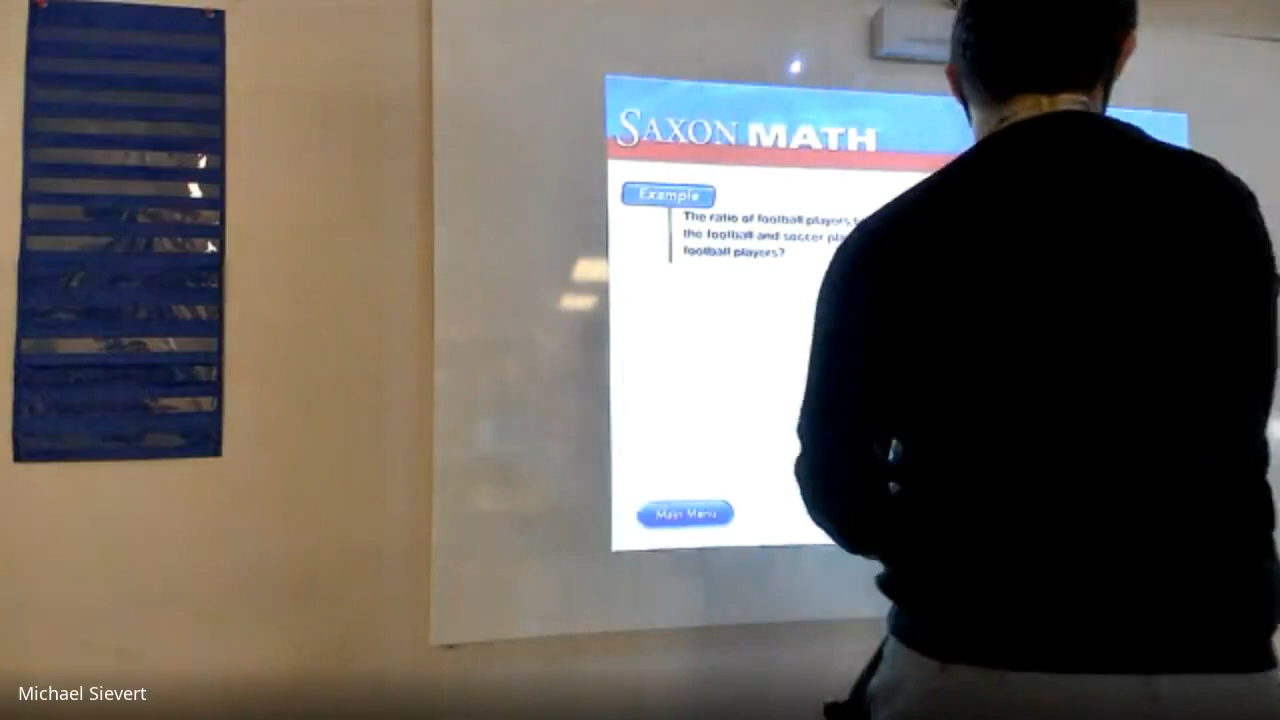 SAXON MATH
Example
The ratio of football players
the football and soccer
football players?
Main Menu
Michael Sievert